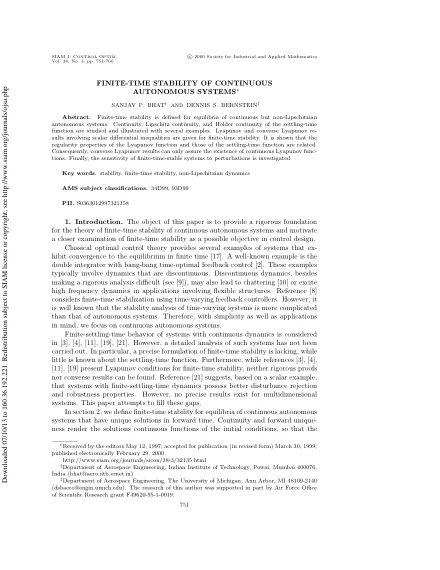 SIAM J. CONTROL OPTIM.
Vol. 38, No. 3, pp. 751–766
© 2000 Society for Industrial and Applied Mathematics
FINITE-TIME STABILITY OF CONTINUOUS
AUTONOMOUS SYSTEMS*
SANJAY P. BHAT† AND DENNIS S. BERNSTEIN‡
Abstract. Finite-time stability is defined for equilibria of continuous but non-Lipschitzian
autonomous systems. Continuity, Lipschitz continuity, and Hölder continuity of the settling-time
function are studied and illustrated with several examples. Lyapunov and converse Lyapunov re-
sults involving scalar differential inequalities are given for finite-time stability. It is shown that the
regularity properties of the Lyapunov function and those of the settling-time function are related.
Consequently, converse Lyapunov results can only assure the existence of continuous Lyapunov func-
tions. Finally, the sensitivity of finite-time-stable systems to perturbations is investigated.
Key words. stability, finite-time stability, non-Lipschitzian dynamics
AMS subject classifications. 34D99, 93D99
PII. S0363012997321358
1. Introduction. The object of this paper is to provide a rigorous foundation
for the theory of finite-time stability of continuous autonomous systems and motivate
a closer examination of finite-time stability as a possible objective in control design.
Classical optimal control theory provides several examples of systems that ex-
hibit convergence to the equilibrium in finite time [17]. A well-known example is the
double integrator with bang-bang time-optimal feedback control [2]. These examples
typically involve dynamics that are discontinuous. Discontinuous dynamics, besides
making a rigorous analysis difficult (see [9]), may also lead to chattering [10] or excite
high frequency dynamics in applications involving flexible structures. Reference [8]
considers finite-time stabilization using time-varying feedback controllers. However, it
is well known that the stability analysis of time-varying systems is more complicated
than that of autonomous systems. Therefore, with simplicity as well as applications
in mind, we focus on continuous autonomous systems.
Finite-settling-time behavior of systems with continuous dynamics is considered
in [3], [4], [11], [19], [21]. However, a detailed analysis of such systems has not been
carried out. In particular, a precise formulation of finite-time stability is lacking, while
little is known about the settling-time function. Furthermore, while references [3], [4],
[11], [19] present Lyapunov conditions for finite-time stability, neither rigorous proofs
nor converse results can be found. Reference [21] suggests, based on a scalar example,
that systems with finite-settling-time dynamics possess better disturbance rejection
and robustness properties. However, no precise results exist for multidimensional
systems. This paper attempts to fill these gaps.
In section 2, we define finite-time stability for equilibria of continuous autonomous
systems that have unique solutions in forward time. Continuity and forward unique-
ness render the solutions continuous functions of the initial conditions, so that the
*Received by the editors May 12, 1997; accepted for publication (in revised form) March 30, 1999;
published electronically February 29, 2000.
http://www.siam.org/journals/sicon/38-3/32135.html
†Department of Aerospace Engineering, Indian Institute of Technology, Powai, Mumbai 400076,
India (bhat@aero.iitb.ernet.in).
‡Department of Aerospace Engineering, The University of Michigan, Ann Arbor, MI 48109-2140
(dsbaero@engin.umich.edu). The research of this author was supported in part by Air Force Office
of Scientific Research grant F49620-95-1-0019.
751
Downloaded 07/10/13 to 160.36.192.221. Redistribution subject to SIAM license or copyright; see http://www.siam.org/journals/ojsa.php